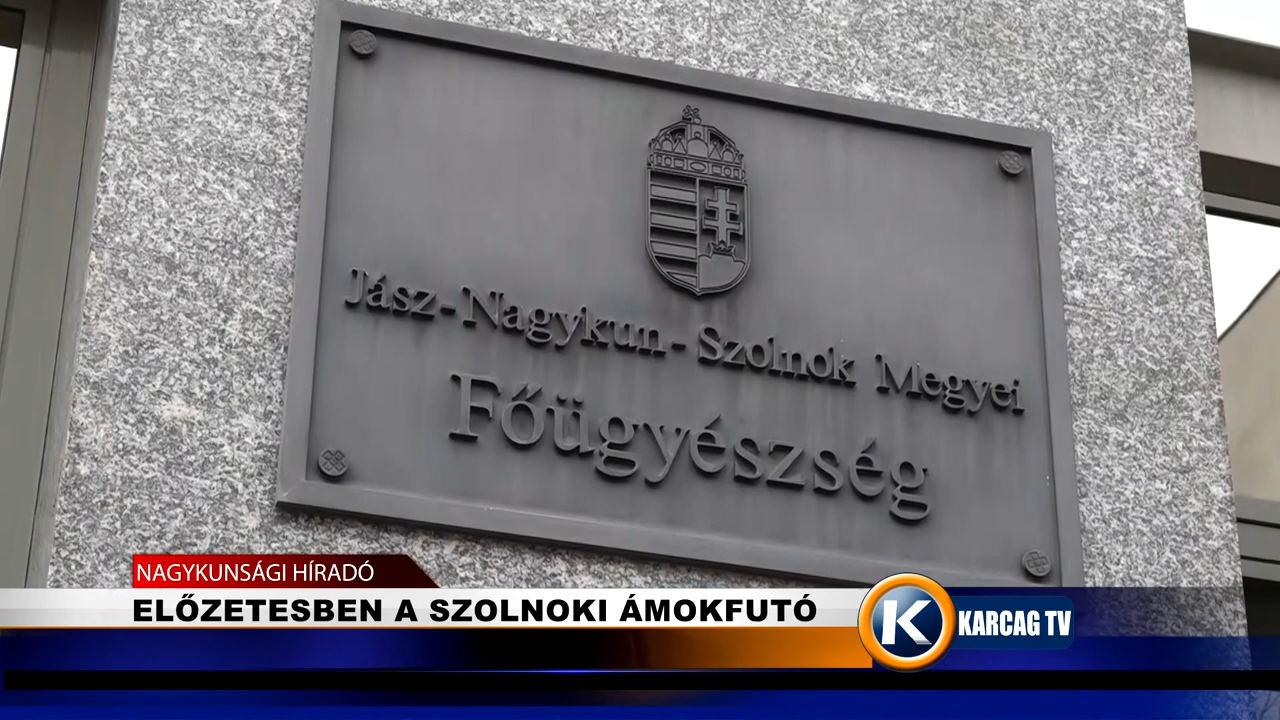 Jász-Nagykun-Szolnok Megyei
Főügyészség
NAGYKUNSÁGI HÍRADÓ
ELŐZETESBEN A SZOLNOKI ÁMOKFUTÓ
K KARCAG TV